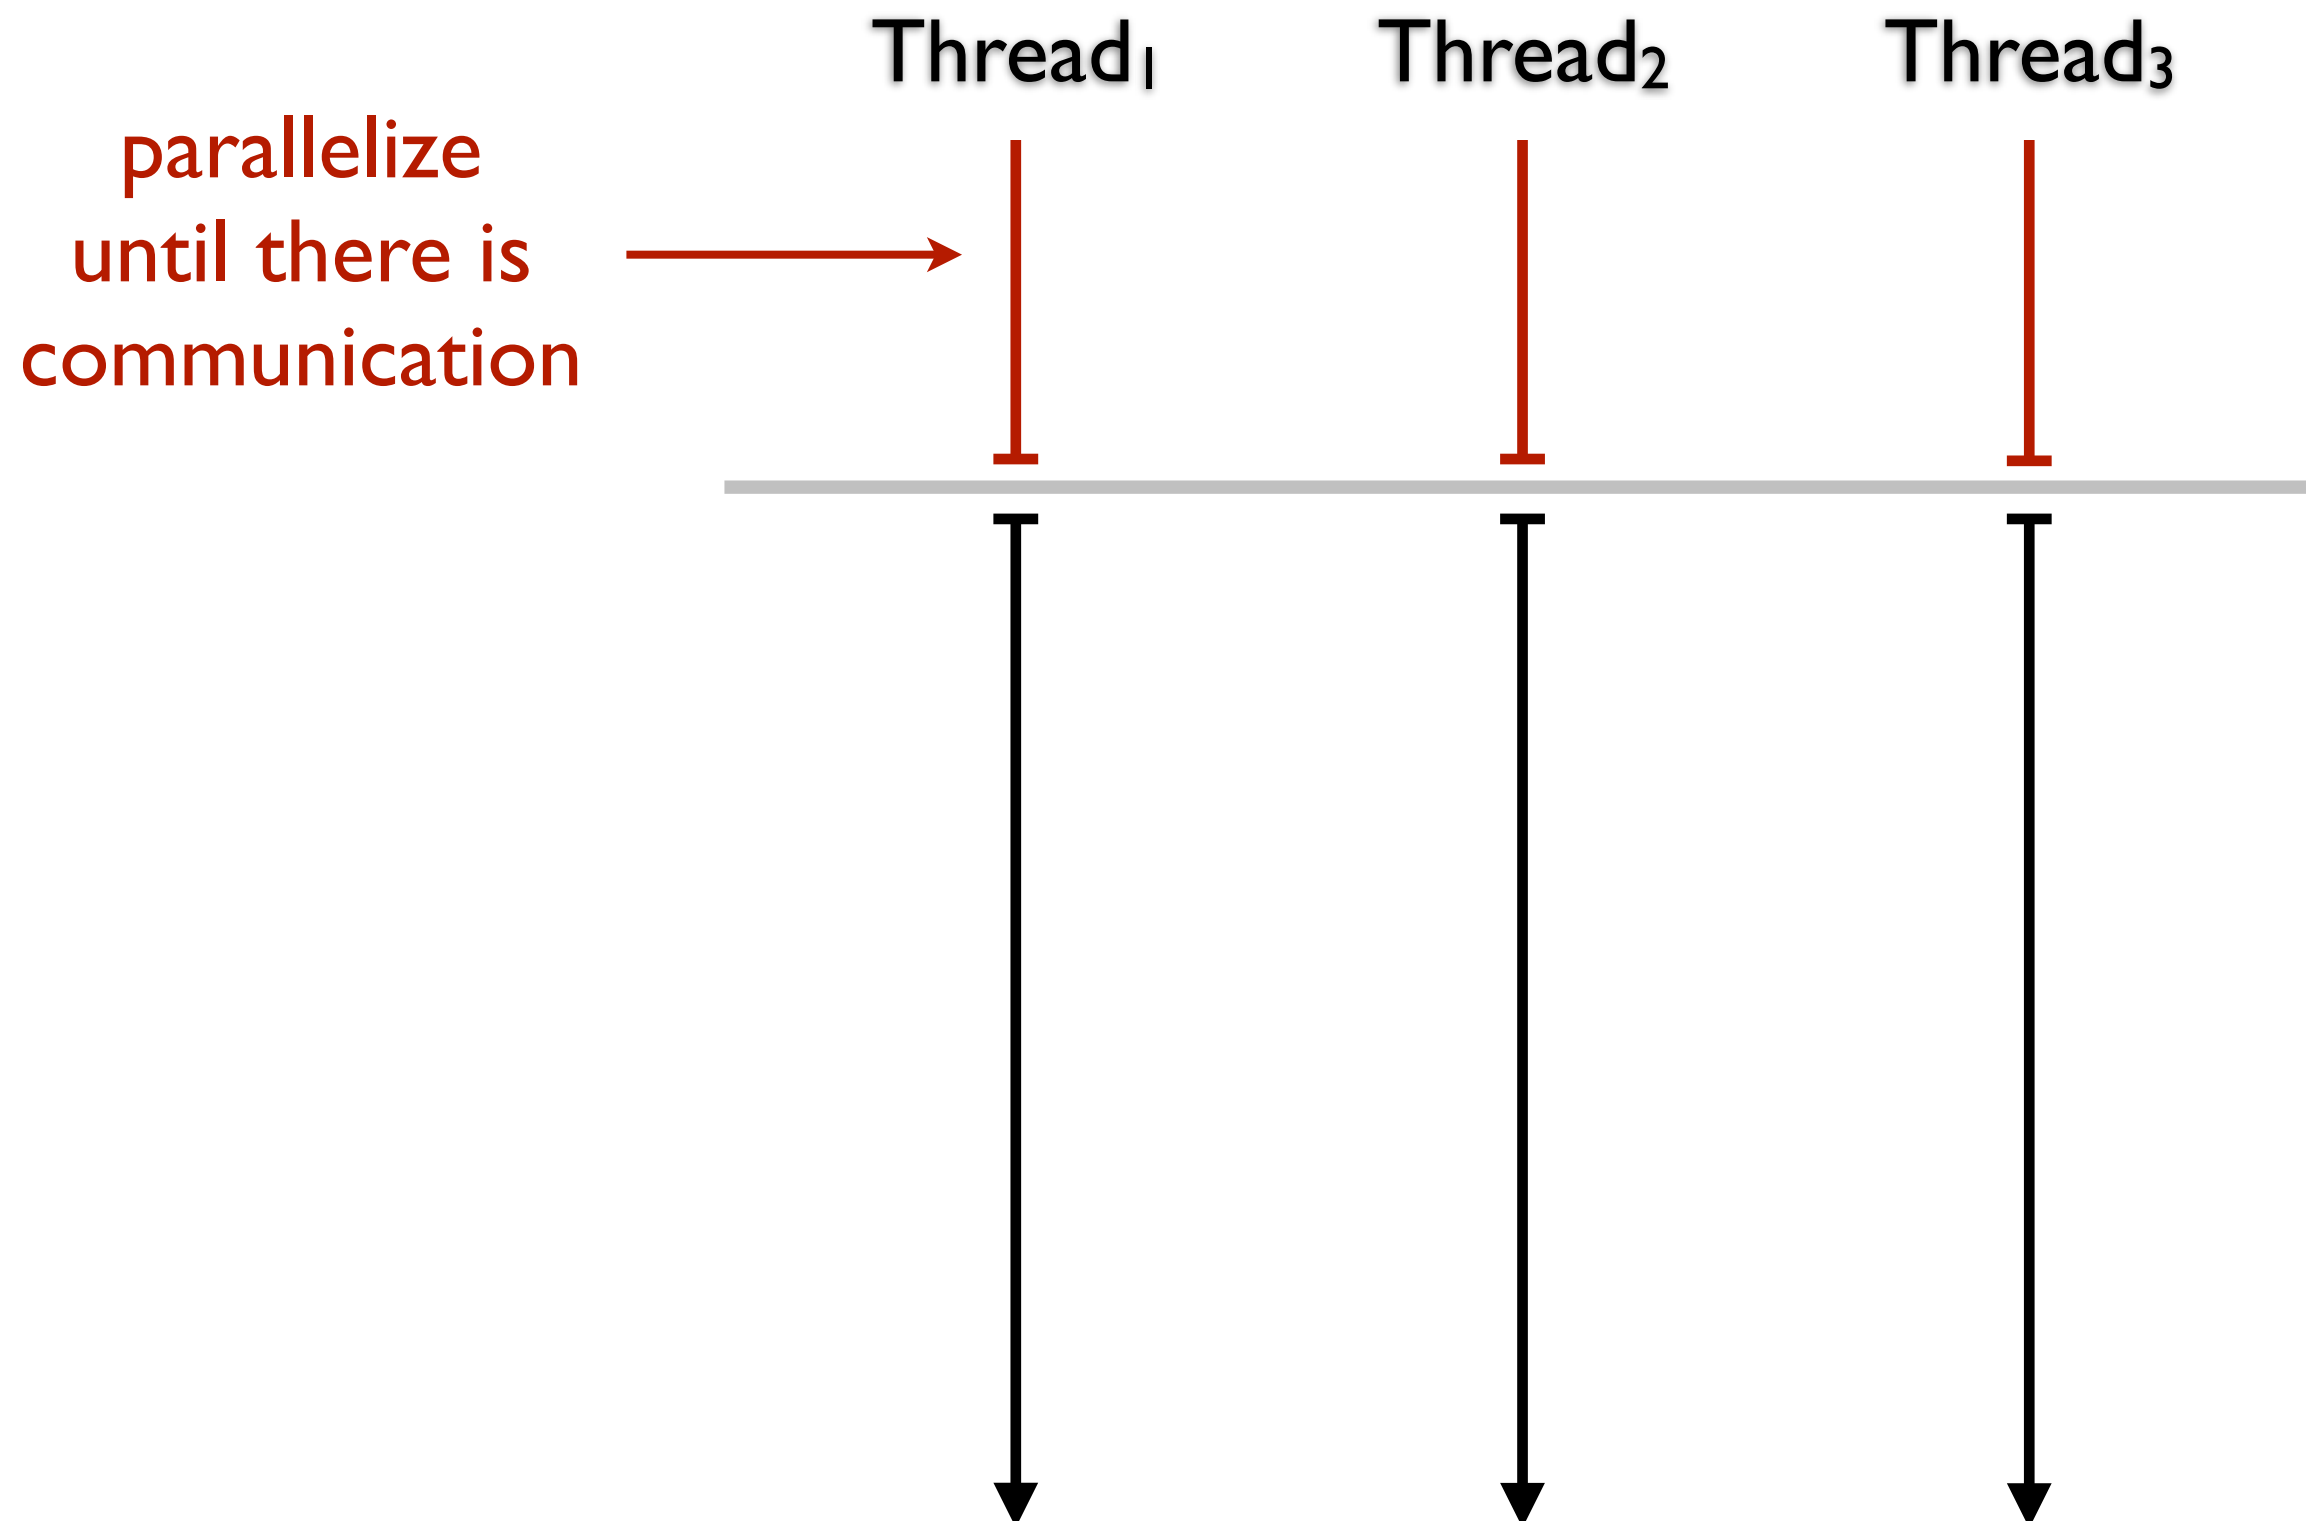 Thread₁ Thread₂ Thread₃
parallelize
until there is
communication